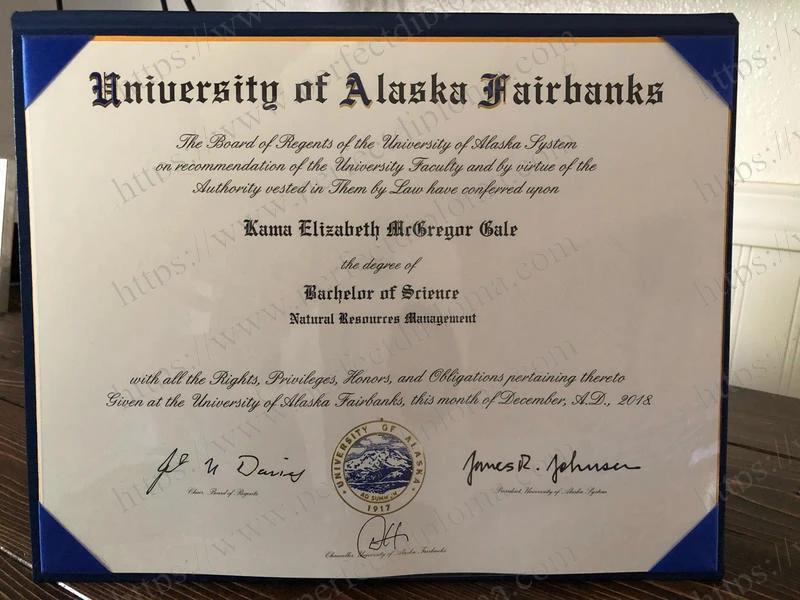 University of Alaska Fairbanks
The Board of Regents of the University of Alaska System
on recommendation of the University Faculty and by virtue of the
Authority vested in Them by Law have conferred upon
Kama Elizabeth McGregor Gale
the degree of
Bachelor of Science
Natural Resources Management
with all the Rights, Privileges, Honors, and Obligations pertaining thereto
Given at the University of Alaska Fairbanks, this month of December, A.D., 2018
James R. Johnsen
Chair, Board of Regents
President, University of Alaska System
UNIVERSITY OF ALASKA
AD SUMMUM
1917
Chancellor, University of Alaska Fairbanks
https://www.perfectdiploma.com